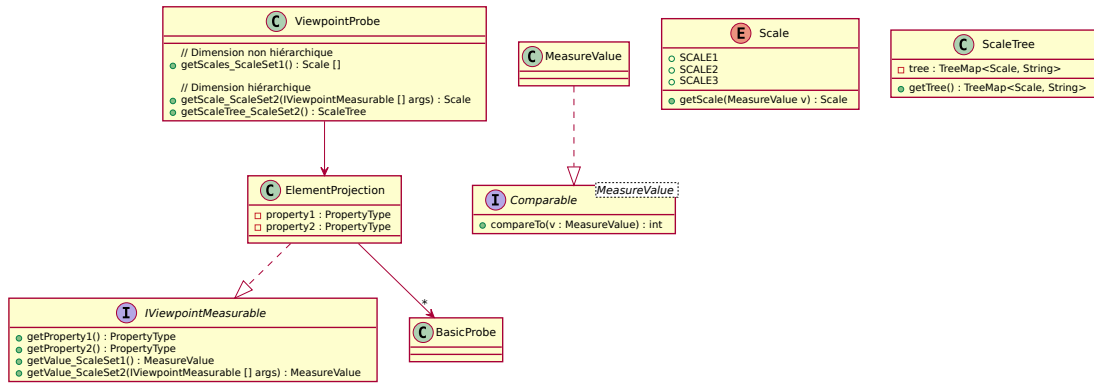 C ViewpointProbe
// Dimension non hiérarchique
getScales_ScaleSet1() : Scale []
// Dimension hiérarchique
getScale_ScaleSet2(IViewpointMeasurable [] args) : Scale
getScaleTree_ScaleSet2() : ScaleTree
C MeasureValue
E Scale
SCALE1
SCALE2
SCALE3
getScale(MeasureValue v) : Scale
C ScaleTree
tree : TreeMap<Scale, String>
getTree() : TreeMap<Scale, String>
C ElementProjection
property1 : PropertyType
property2 : PropertyType
I Comparable
MeasureValue
compareTo(v : MeasureValue) : int
I IViewpointMeasurable
getProperty1() : PropertyType
getProperty2() : PropertyType
getValue_ScaleSet1() : MeasureValue
getValue_ScaleSet2(IViewpointMeasurable [] args) : MeasureValue
*
C BasicProbe